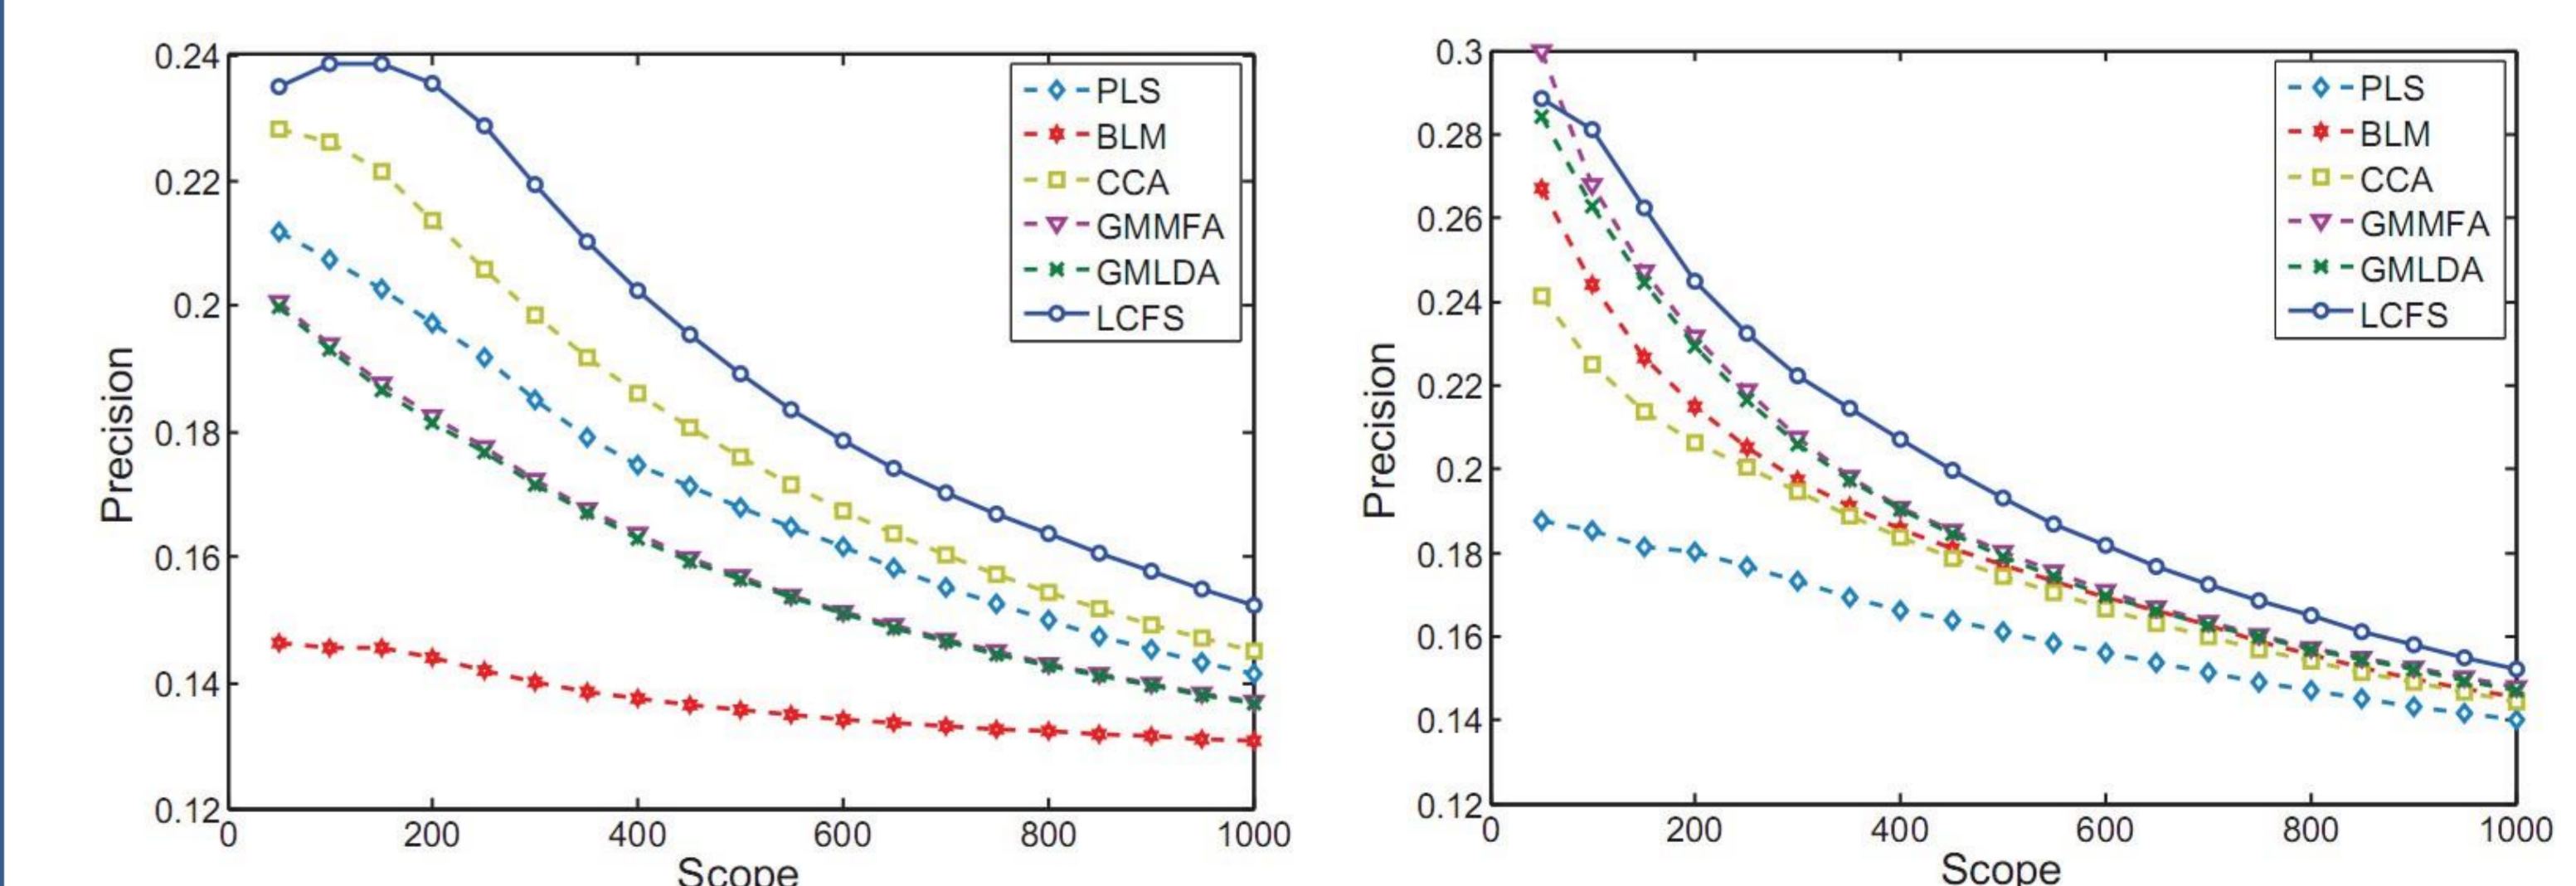 0.24
0.22
0.2
0.18
0.16
0.14
0.12
Precision
0 200 400 600 800 1000
Scope
PLS
BLM
CCA
GMMFA
GMLDA
LCFS
0.3
0.28
0.26
0.24
0.22
0.2
0.18
0.16
0.14
0.12
Precision
0 200 400 600 800 1000
Scope
PLS
BLM
CCA
GMMFA
GMLDA
LCFS